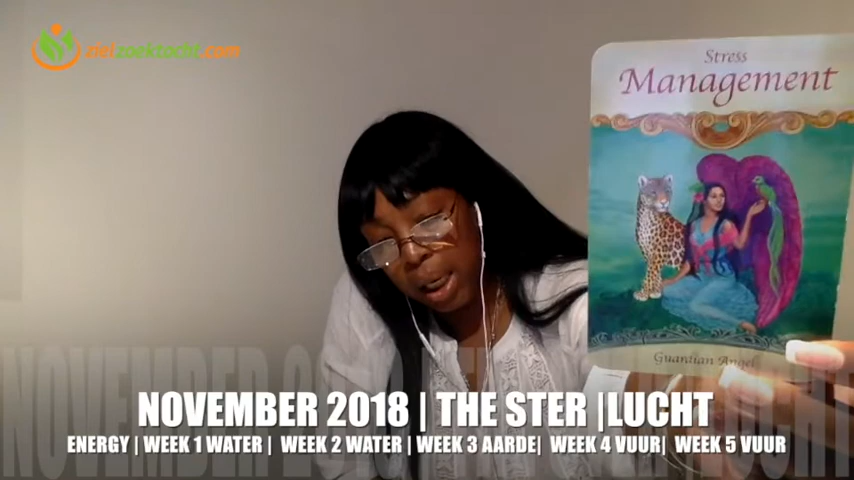 zielzoektocht.com
Stress
Management
Guardian Angel
NOVEMBER 2018 | THE STER |LUCHT
ENERGY | WEEK 1 WATER | WEEK 2 WATER | WEEK 3 AARDE| WEEK 4 VUUR| WEEK 5 VUUR